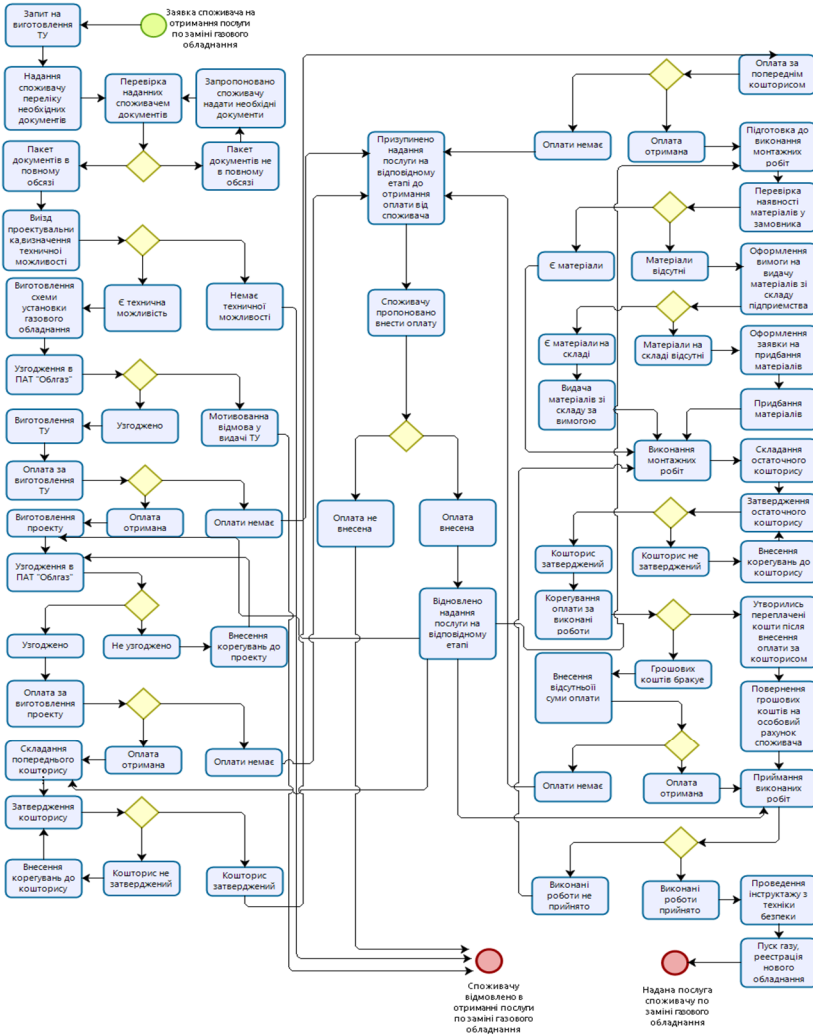 Запит на
виготовлення
ТУ
Заявка споживача на
отримання послуги
по заміні газового
обладнання
Надання
споживачу
переліку
необхідних
документів
Перевірка
наданних
споживачем
документів
Запропоновано
споживачу
надати необхідні
документи
Пакет
документів в
повному
обсязі
Пакет
документів не
в повному
обсязі
Виїзд
проектувальни
ка,визначення
технічної
можливості
Виготовлення
схеми
установки
газового
обладнання
Є технічна
можливість
Немає
технічної
можливості
Узгодження в
ПАТ "Облгаз"
Виготовлення
ТУ
Узгоджено
Мотивованна
відмова у
видачі ТУ
Оплата за
виготовлення
ТУ
Виготовлення
проекту
Оплата
отримана
Оплати немає
Узгодження в
ПАТ "Облгаз"
Узгоджено
Не узгоджено
Внесення
корегувань до
проекту
Оплата за
виготовлення
проекту
Складання
попереднього
кошторису
Оплата
отримана
Оплати немає
Затвердження
кошторису
Внесення
корегувань до
кошторису
Кошторис не
затверджений
Кошторис
затверджений
Призупинено
надання
послуги на
відповідному
етапі до
отримання
оплати від
споживача
Споживачу
пропоновано
внести оплату
Оплата не
внесена
Оплата
внесена
Відновлено
надання
послуги на
відповідному
етапі
Споживачу
відмовлено в
отриманні послуги
по заміні газового
обладнання
Оплата за
попереднім
кошторисом
Оплати немає
Оплата
отримана
Підготовка до
виконання
монтажних
робіт
Перевірка
наявності
матеріалів у
замовника
Є матеріали
Матеріали
відсутні
Оформлення
вимоги на
видачу
матеріалів зі
складу
підприємства
Є матеріали на
складі
Матеріали на
складі відсутні
Оформлення
заявки на
придбання
матеріалів
Видача
матеріалів зі
складу за
вимогою
Придбання
матеріалів
Виконання
монтажних
робіт
Складання
остаточного
кошторису
Затвердження
остаточного
кошторису
Кошторис
затверджений
Кошторис не
затверджений
Внесення
корегувань до
кошторису
Корегування
оплати за
виконані
роботи
Утворились
переплачені
кошти після
внесення
оплати за
кошторисом
Внесення
відсутньоїі
суми оплати
Грошових
коштів бракує
Повернення
грошових
коштів на
особовий
рахунок
споживача
Оплати немає
Оплата
отримана
Приймання
виконаних
робіт
Виконані
роботи не
прийнято
Виконані
роботи
прийнято
Проведення
інструктажу з
техніки
безпеки
Пуск газу,
реєстрація
нового
обладнання
Надана послуга
споживачу по
заміні газового
обладнання